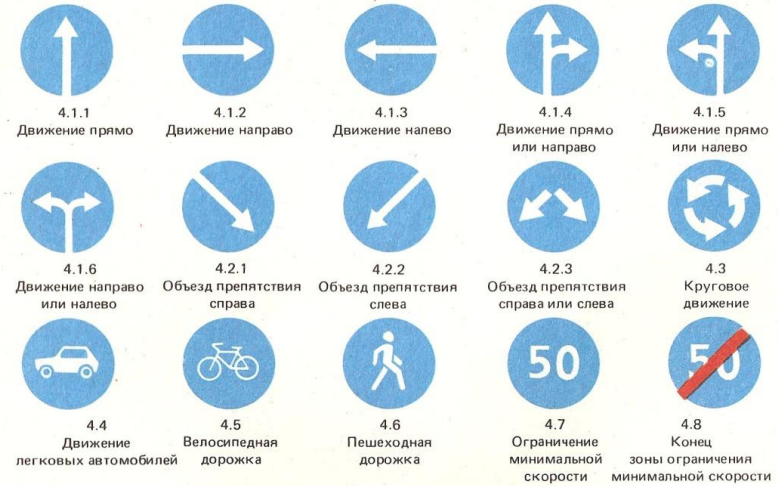 4.1.1
Движение прямо
4.1.2
Движение направо
4.1.3
Движение налево
4.1.4
Движение прямо
или направо
4.1.5
Движение прямо
или налево
4.1.6
Движение направо
или налево
4.2.1
Объезд препятствия
справа
4.2.2
Объезд препятствия
слева
4.2.3
Объезд препятствия
справа или слева
4.3
Круговое
движение
4.4
Движение
легковых автомобилей
4.5
Велосипедная
дорожка
4.6
Пешеходная
дорожка
50
4.7
Ограничение
минимальной
скорости
50
4.8
Конец
зоны ограничения
минимальной скорости